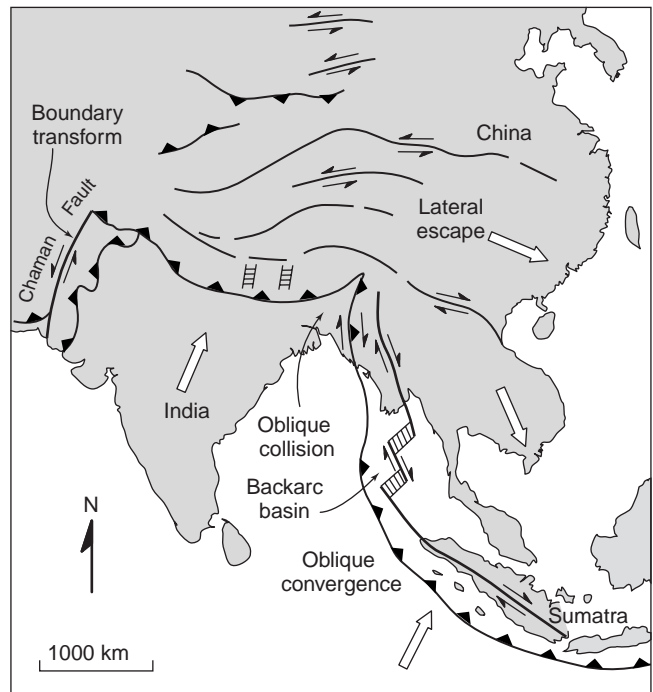 Boundary
transform
China
Chaman Fault
Lateral
escape
India
Oblique
collision
Backarc
basin
N
Oblique
convergence
Sumatra
1000 km